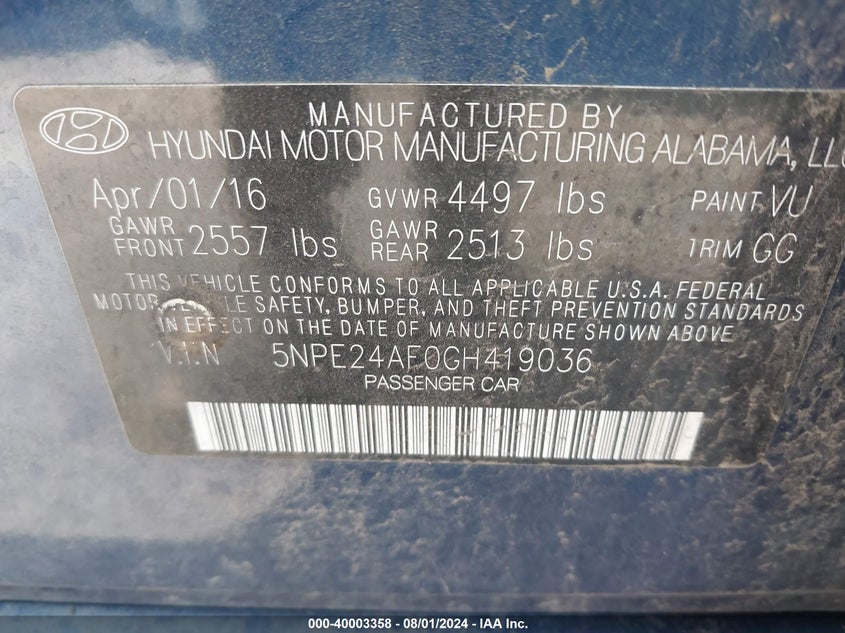 MANUFACTURED BY
HYUNDAI MOTOR MANUFACTURING ALABAMA, LLC
Apr/01/16 GVWR 4497 lbs PAINT VU
GAWR FRONT 2557 lbs GAWR REAR 2513 lbs TRIM GG
THIS VEHICLE CONFORMS TO ALL APPLICABLE U.S.A. FEDERAL
MOTOR VEHICLE SAFETY, BUMPER, AND THEFT PREVENTION STANDARDS
IN EFFECT ON THE DATE OF MANUFACTURE SHOWN ABOVE
V.I.N 5NPE24AF0GH419036
PASSENGER CAR
000-40003358 - 08/01/2024 - IAA Inc.